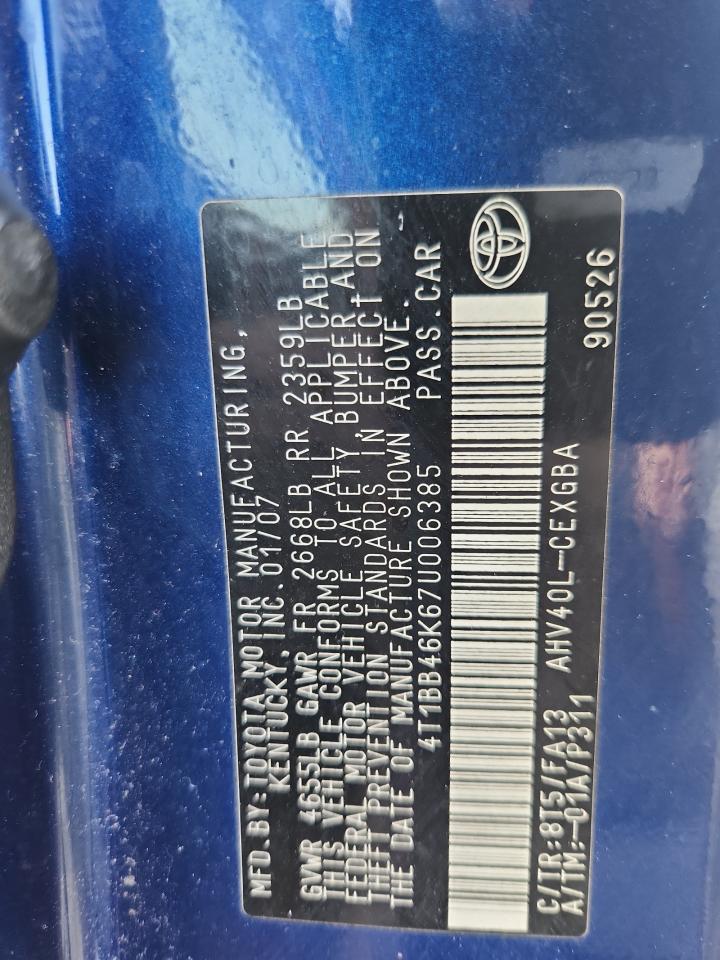 MFD.BY:TOYOTA MOTOR MANUFACTURING,
KENTUCKY, INC.01/07
GVWR 4655LB GAWR FR 2668LB RR 2359LB
THIS VEHICLE CONFORMS TO ALL APPLICABLE
FEDERAL MOTOR VEHICLE SAFETY, BUMPER, AND
THEFT PREVENTION STANDARDS IN EFFECT ON
THE DATE OF MANUFACTURE SHOWN ABOVE.
4T1BB46K67U006385 PASS.CAR
C/TR:8T5/FA13 AHV40L-CEXGBA
A/TM:-01A/P311 90526